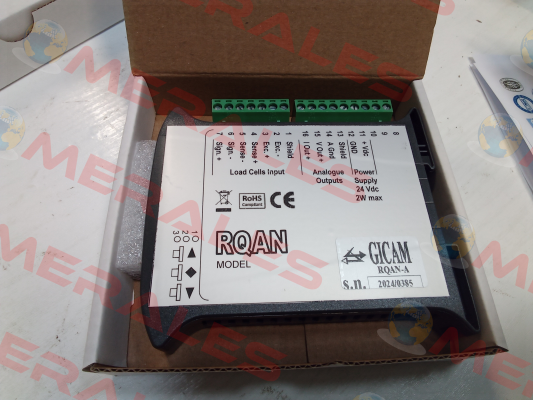 MERALES
7 6 5 4 3 2 1
Sign. + Sign. - Sense - Sense + Exc. + Exc. - Shield
Load Cells Input
16 15 14 13 12 11 10 9 8
I Out + V Out + A Gnd Shield GND + Vdc
Analogue Outputs
Power Supply
24 Vdc
2W max
RoHS
Compliant
CE
RQAN
MODEL
1
2
3
GICAM
RQAN-A
s.n. 2024/0385